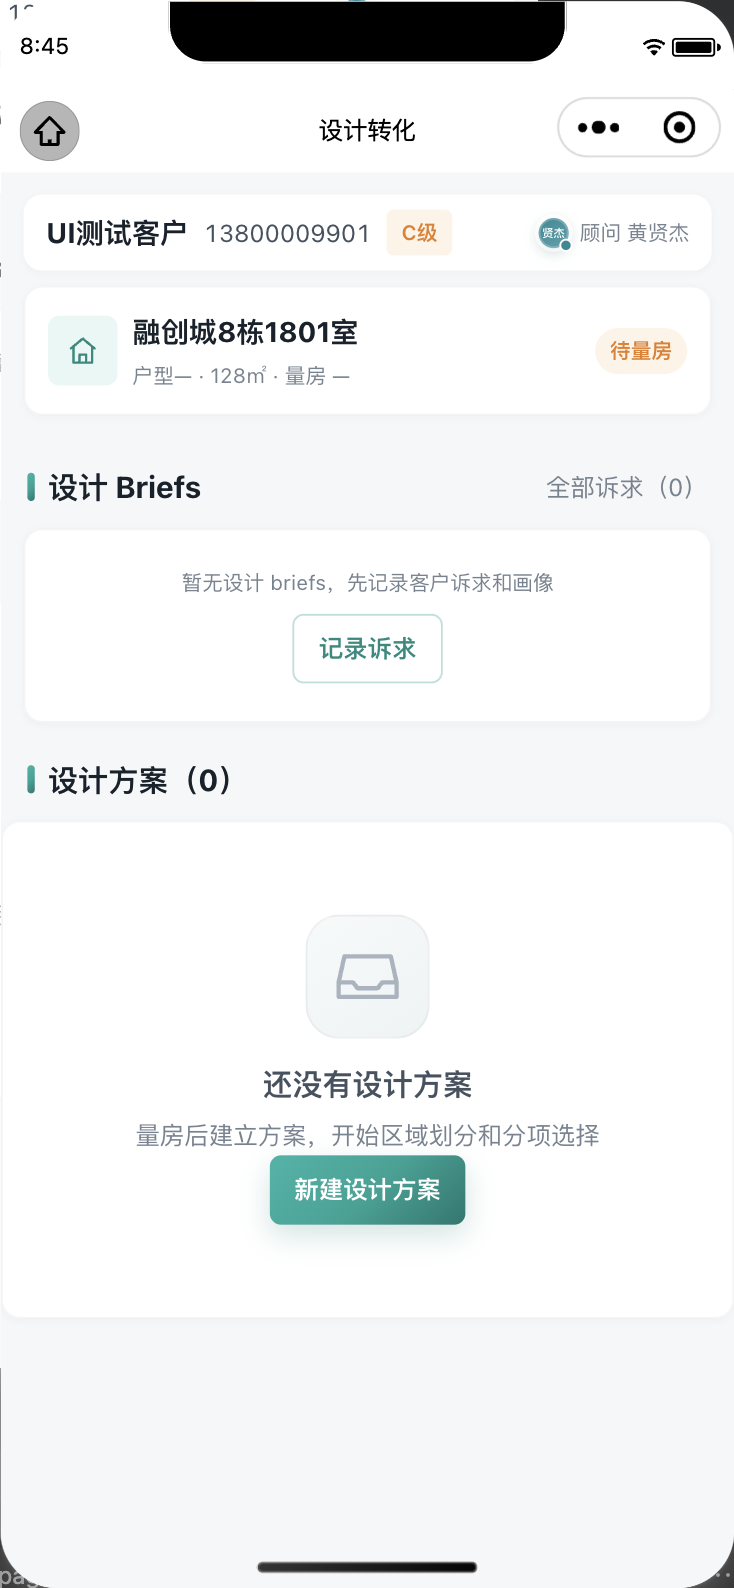 8:45
设计转化
UI测试客户 13800009901 C级 贤杰 顾问 黄贤杰
融创城8栋1801室
户型— · 128㎡ · 量房 —
待量房
设计 Briefs 全部诉求（0）
暂无设计 briefs，先记录客户诉求和画像
记录诉求
设计方案（0）
还没有设计方案
量房后建立方案，开始区域划分和分项选择
新建设计方案